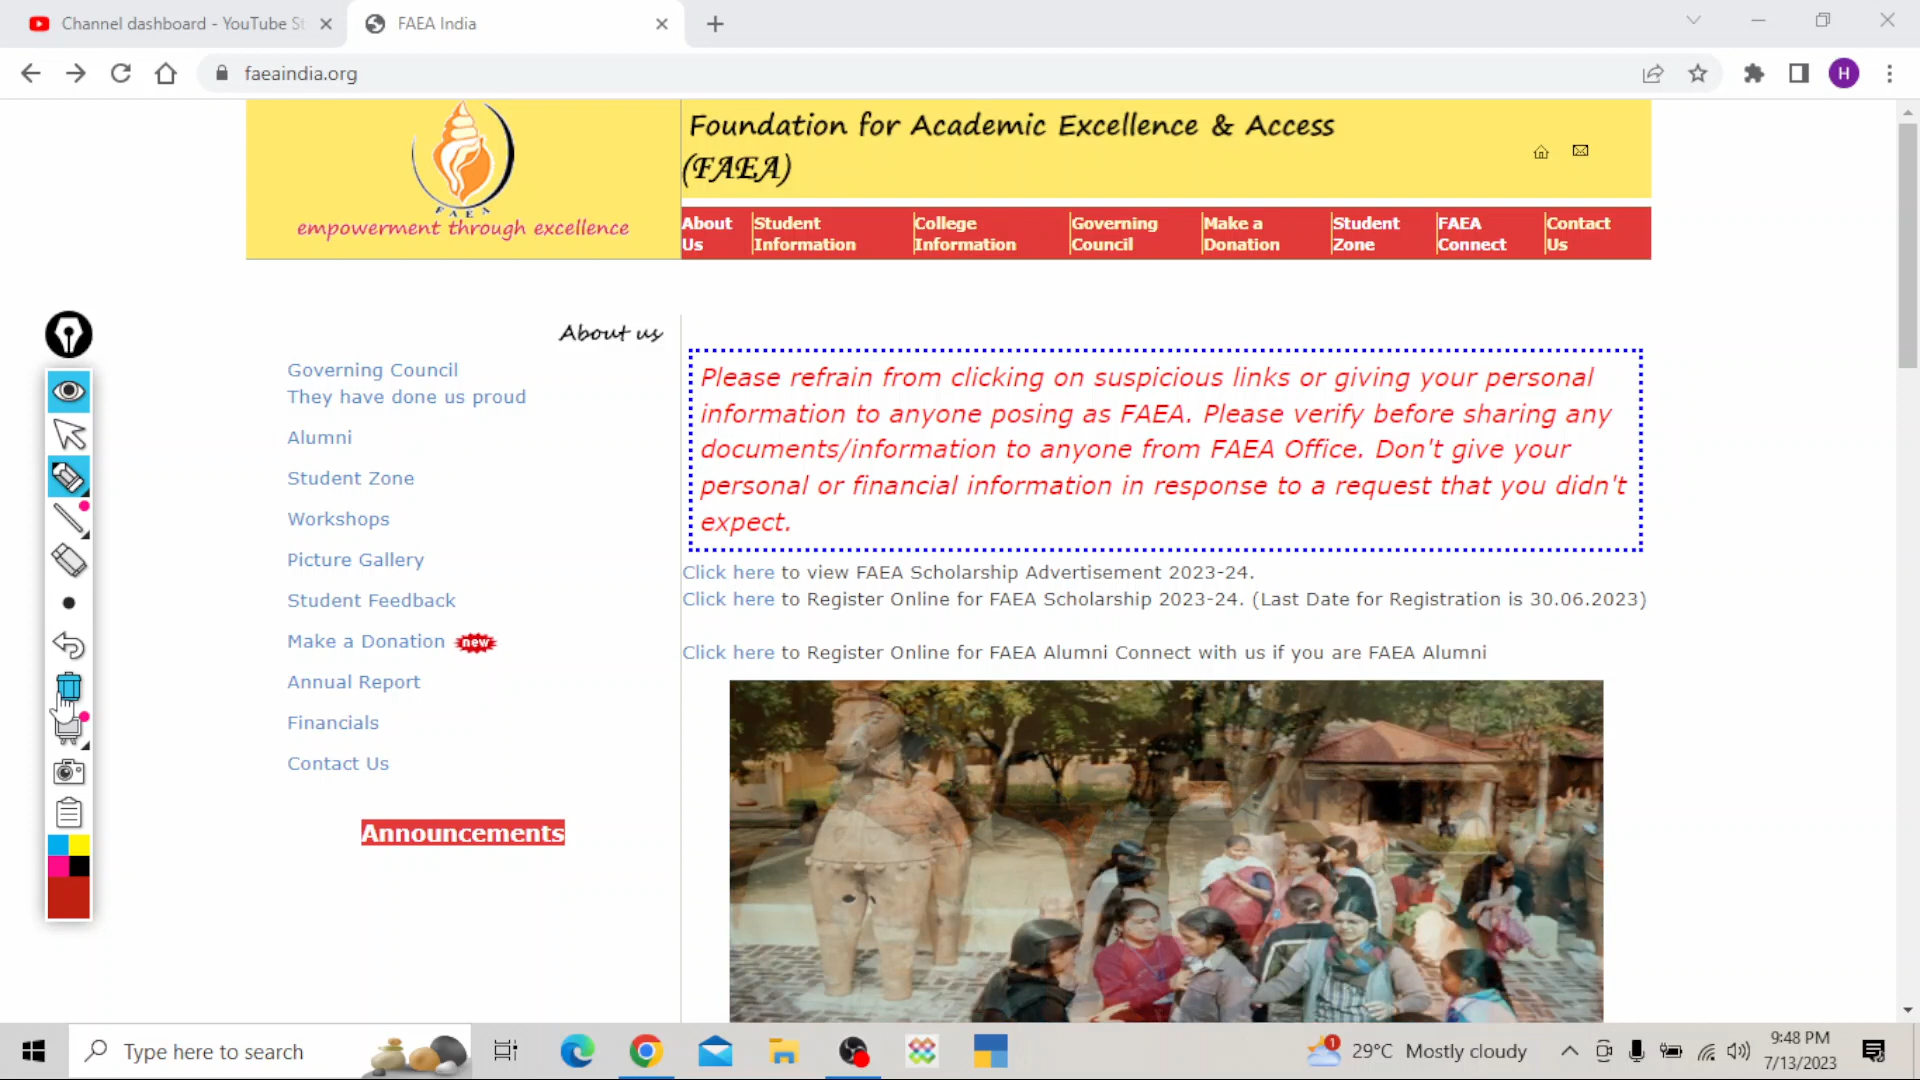 Channel dashboard - YouTube St
FAEA India
faeaindia.org
H
FAEA
empowerment through excellence
Foundation for Academic Excellence & Access
(FAEA)
About Us
Student Information
College Information
Governing Council
Make a Donation
Student Zone
FAEA Connect
Contact Us
About us
Governing Council
They have done us proud
Alumni
Student Zone
Workshops
Picture Gallery
Student Feedback
Make a Donation new
Annual Report
Financials
Contact Us
Announcements
Please refrain from clicking on suspicious links or giving your personal
information to anyone posing as FAEA. Please verify before sharing any
documents/information to anyone from FAEA Office. Don't give your
personal or financial information in response to a request that you didn't
expect.
Click here to view FAEA Scholarship Advertisement 2023-24.
Click here to Register Online for FAEA Scholarship 2023-24. (Last Date for Registration is 30.06.2023)
Click here to Register Online for FAEA Alumni Connect with us if you are FAEA Alumni
Type here to search
1
29°C Mostly cloudy
9:48 PM
7/13/2023